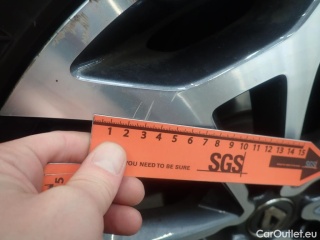 1 2 3 4 5 6 7 8 9 10 11 12 13 14 15
YOU NEED TO BE SURE SGS
5
CarOutlet.eu